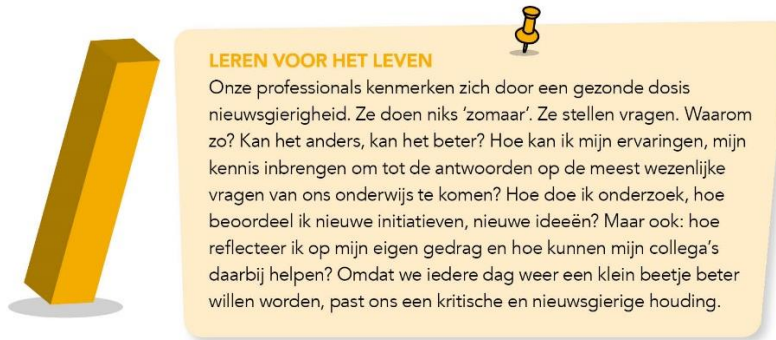 LEREN VOOR HET LEVEN
Onze professionals kenmerken zich door een gezonde dosis
nieuwsgierigheid. Ze doen niks ‘zomaar’. Ze stellen vragen. Waarom
zo? Kan het anders, kan het beter? Hoe kan ik mijn ervaringen, mijn
kennis inbrengen om tot de antwoorden op de meest wezenlijke
vragen van ons onderwijs te komen? Hoe doe ik onderzoek, hoe
beoordeel ik nieuwe initiatieven, nieuwe ideeën? Maar ook: hoe
reflecteer ik op mijn eigen gedrag en hoe kunnen mijn collega’s
daarbij helpen? Omdat we iedere dag weer een klein beetje beter
willen worden, past ons een kritische en nieuwsgierige houding.